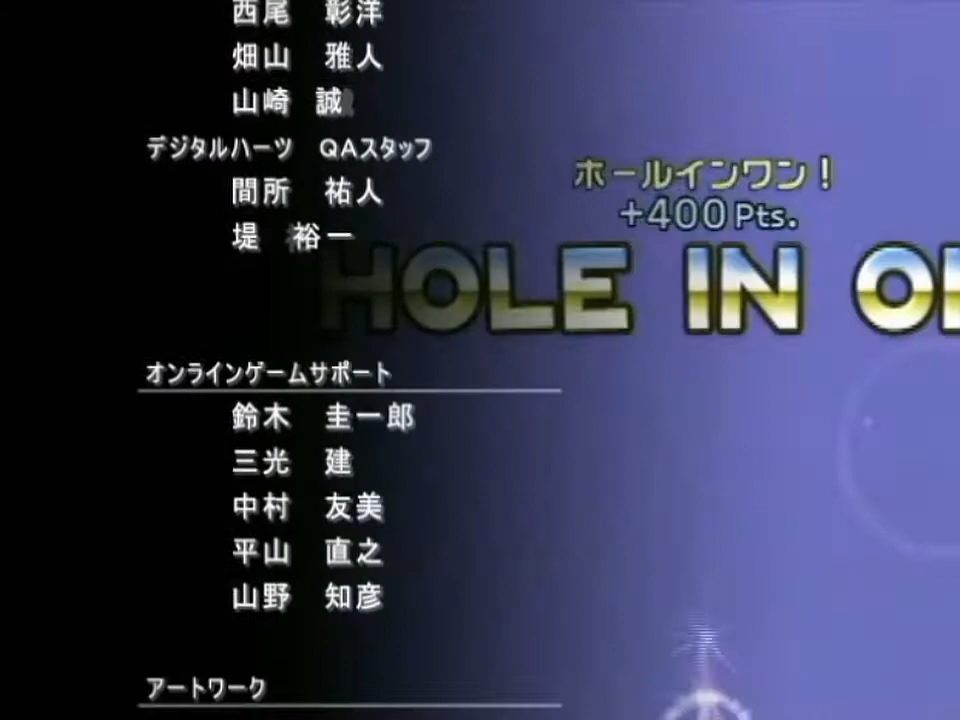 西尾　彰洋
畑山　雅人
山崎　誠
デジタルハーツ　QAスタッフ
間所　祐人
堤　裕一
ホールインワン！
+400Pts.
HOLE IN
オンラインゲームサポート
鈴木　圭一郎
三光　建
中村　友美
平山　直之
山野　知彦
アートワーク